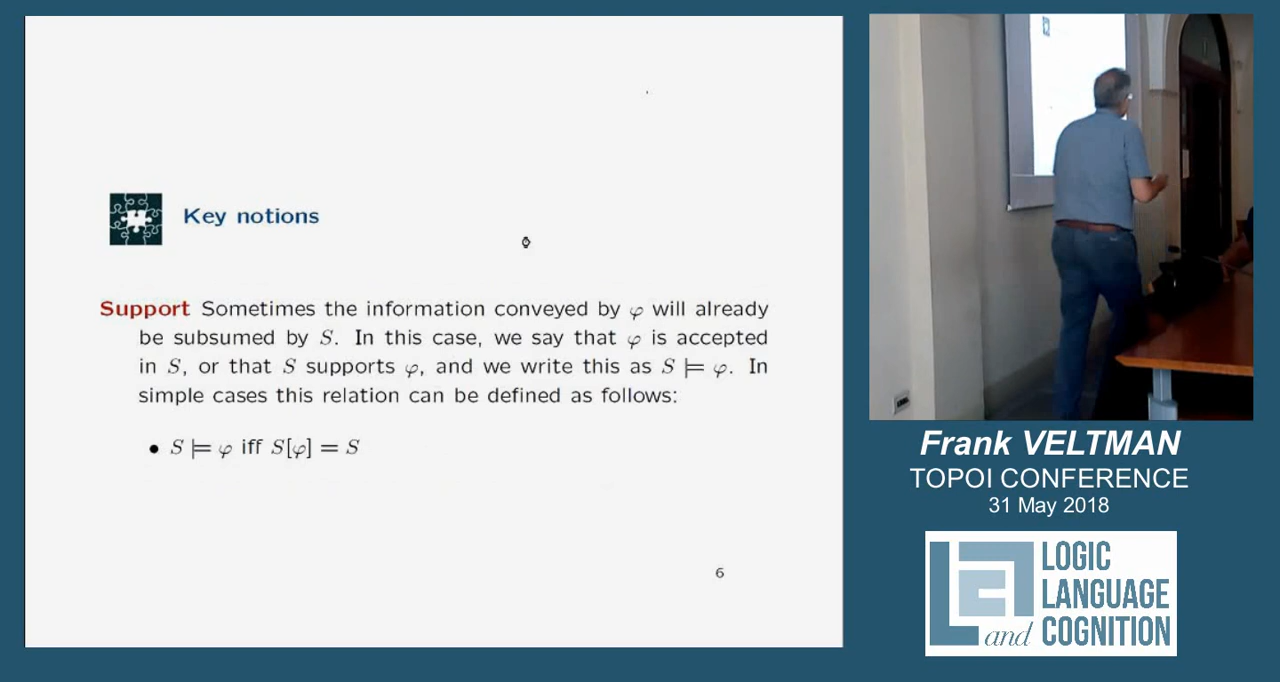 Key notions
Support Sometimes the information conveyed by φ will already
be subsumed by S. In this case, we say that φ is accepted
in S, or that S supports φ, and we write this as S ⊨ φ. In
simple cases this relation can be defined as follows:
• S ⊨ φ iff S[φ] = S
6
Frank VELTMAN
TOPOI CONFERENCE
31 May 2018
LOGIC
LANGUAGE
and COGNITION